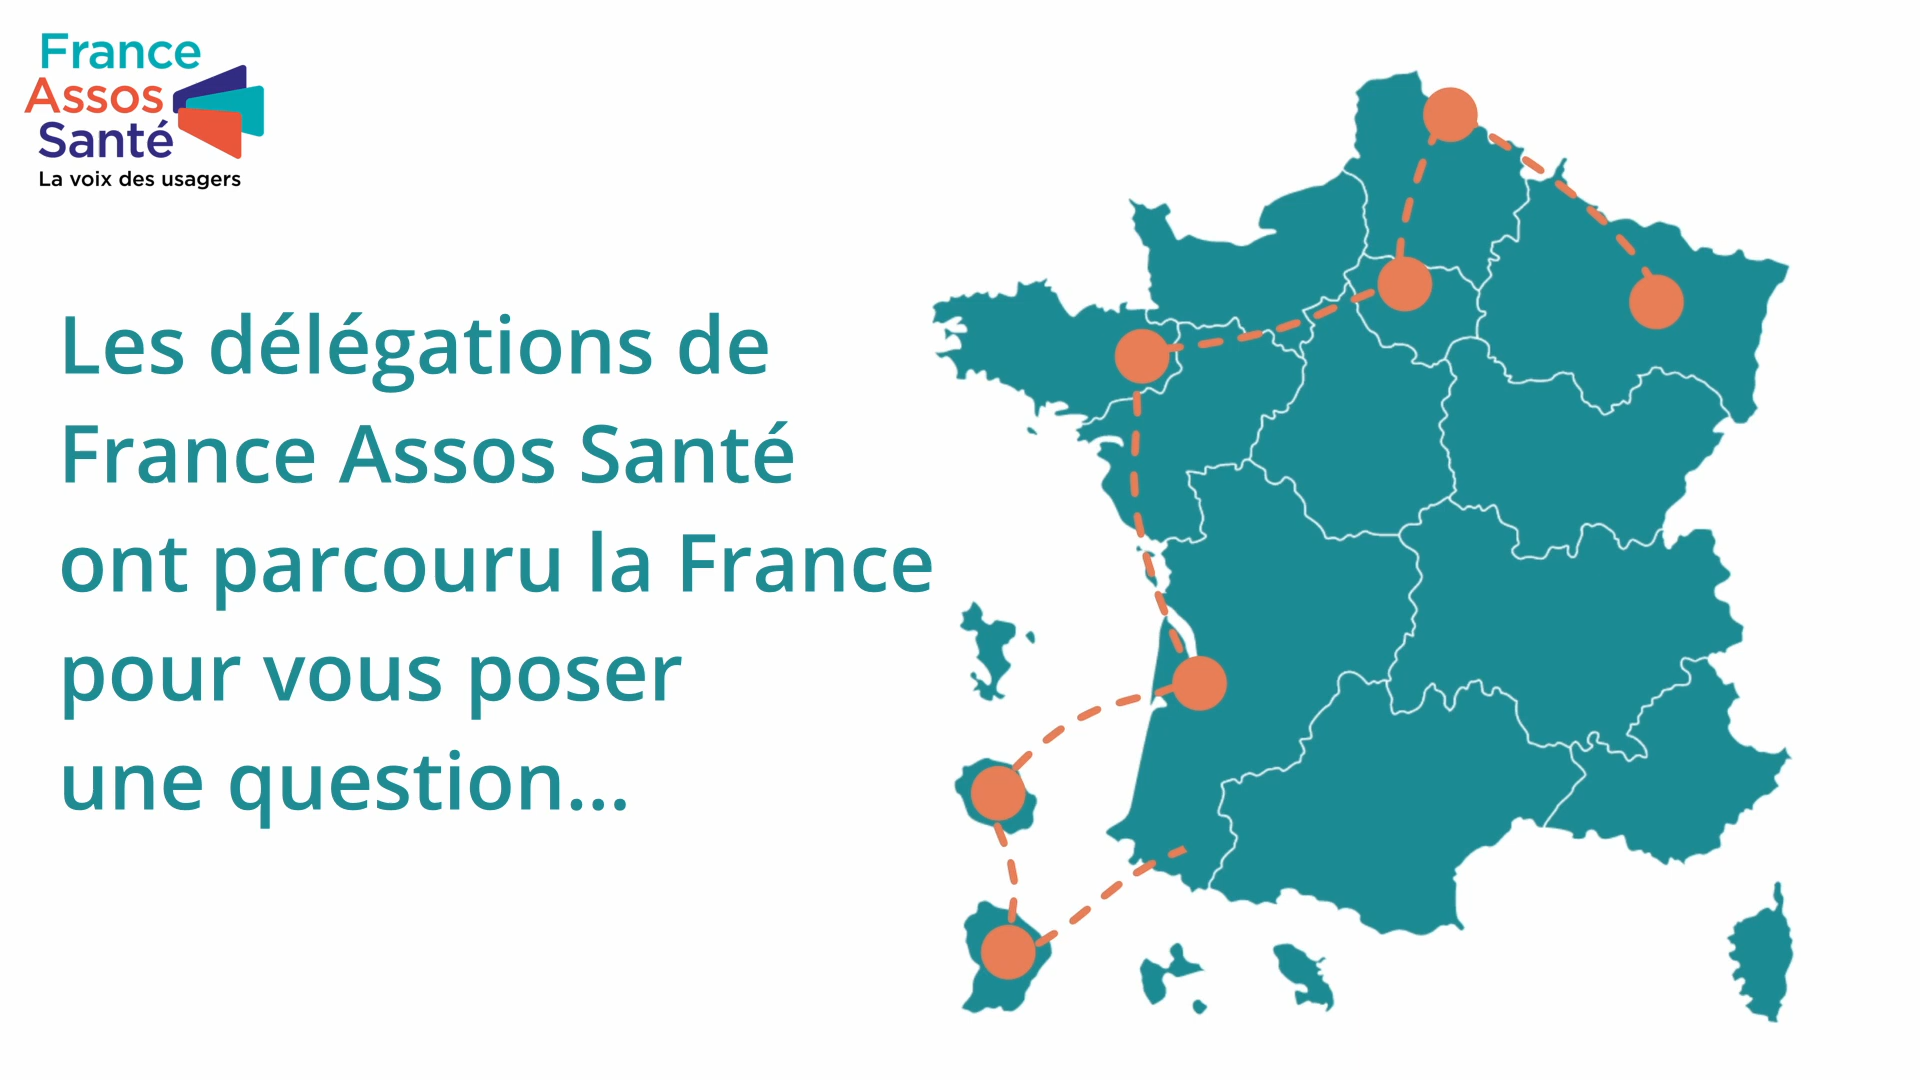 France
Assos
Santé
La voix des usagers
Les délégations de
France Assos Santé
ont parcouru la France
pour vous poser
une question...